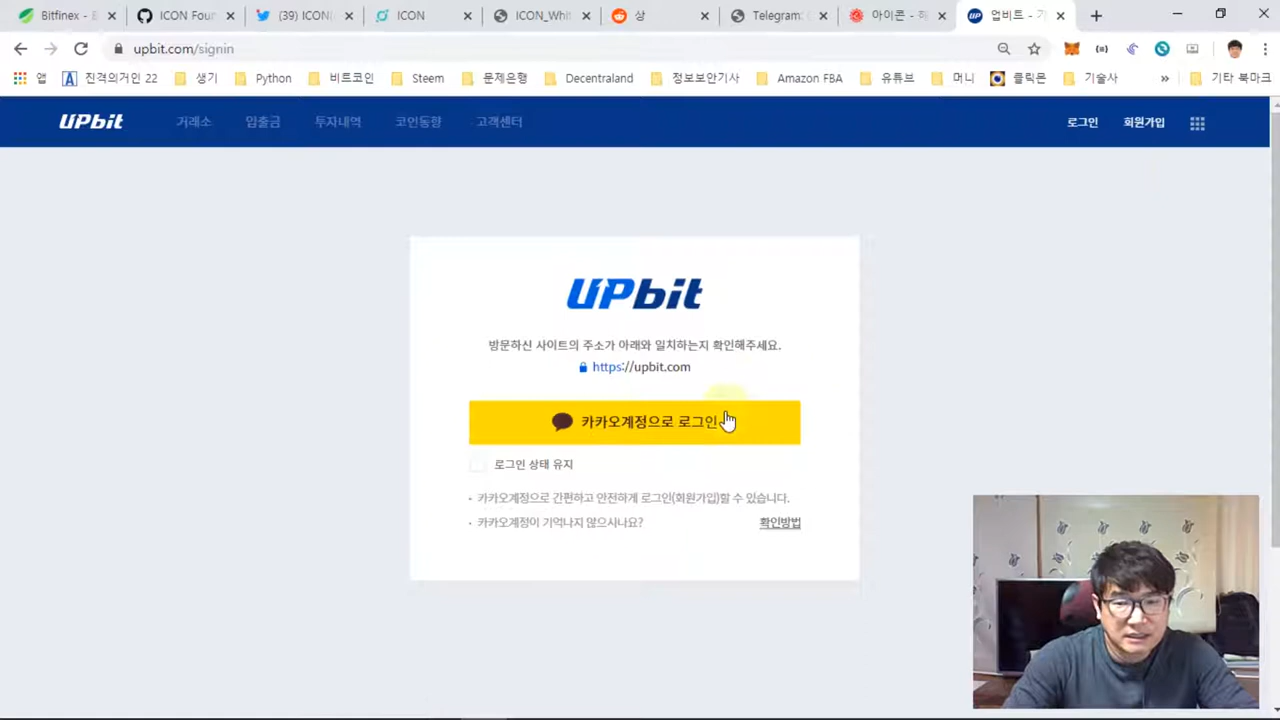 Bitfinex - B
ICON Foun
(39) ICON
ICON
ICON_Whi
상
Telegram:
아이콘 -
업비트 - 기
upbit.com/signin
앱
진격의거인 22
생기
Python
비트코인
Steem
문제은행
Decentraland
정보보안기사
Amazon FBA
유튜브
머니
클릭몬
기술사
기타 북마크
UPbit
거래소
입출금
투자내역
코인동향
고객센터
로그인
회원가입
UPbit
방문하신 사이트의 주소가 아래와 일치하는지 확인해주세요.
https://upbit.com
카카오계정으로 로그인
로그인 상태 유지
· 카카오계정으로 간편하고 안전하게 로그인(회원가입)할 수 있습니다.
· 카카오계정이 기억나지 않으시나요?
확인방법